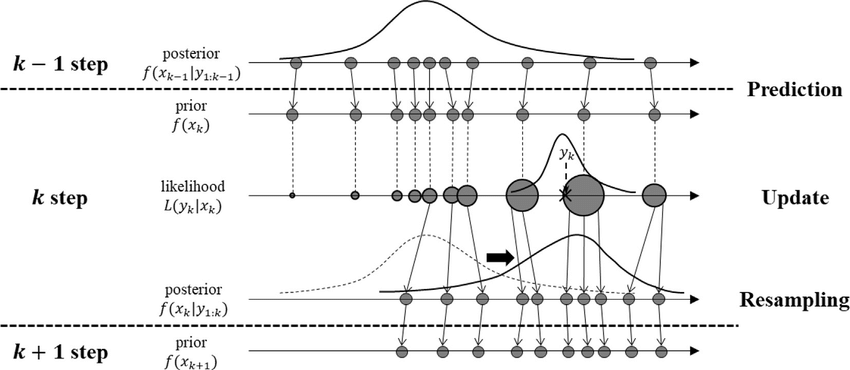 k − 1 step
posterior
f(x_{k−1}|y_{1:k−1})
Prediction
prior
f(x_k)
y_k
k step
likelihood
L(y_k|x_k)
Update
posterior
f(x_k|y_{1:k})
Resampling
k + 1 step
prior
f(x_{k+1})